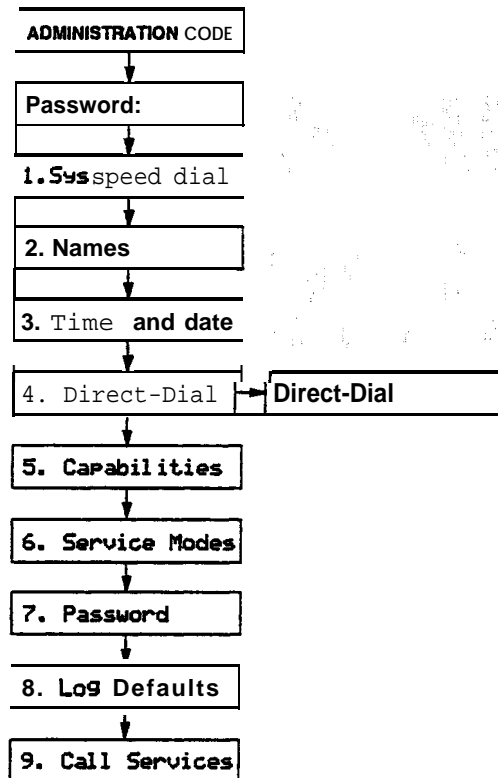 ADMINISTRATION CODE
Password:
1.Sys speed dial
2. Names
3. Time and date
4. Direct-Dial Direct-Dial
5. Capabilities
6. Service Modes
7. Password
8. Log Defaults
9. Call Services